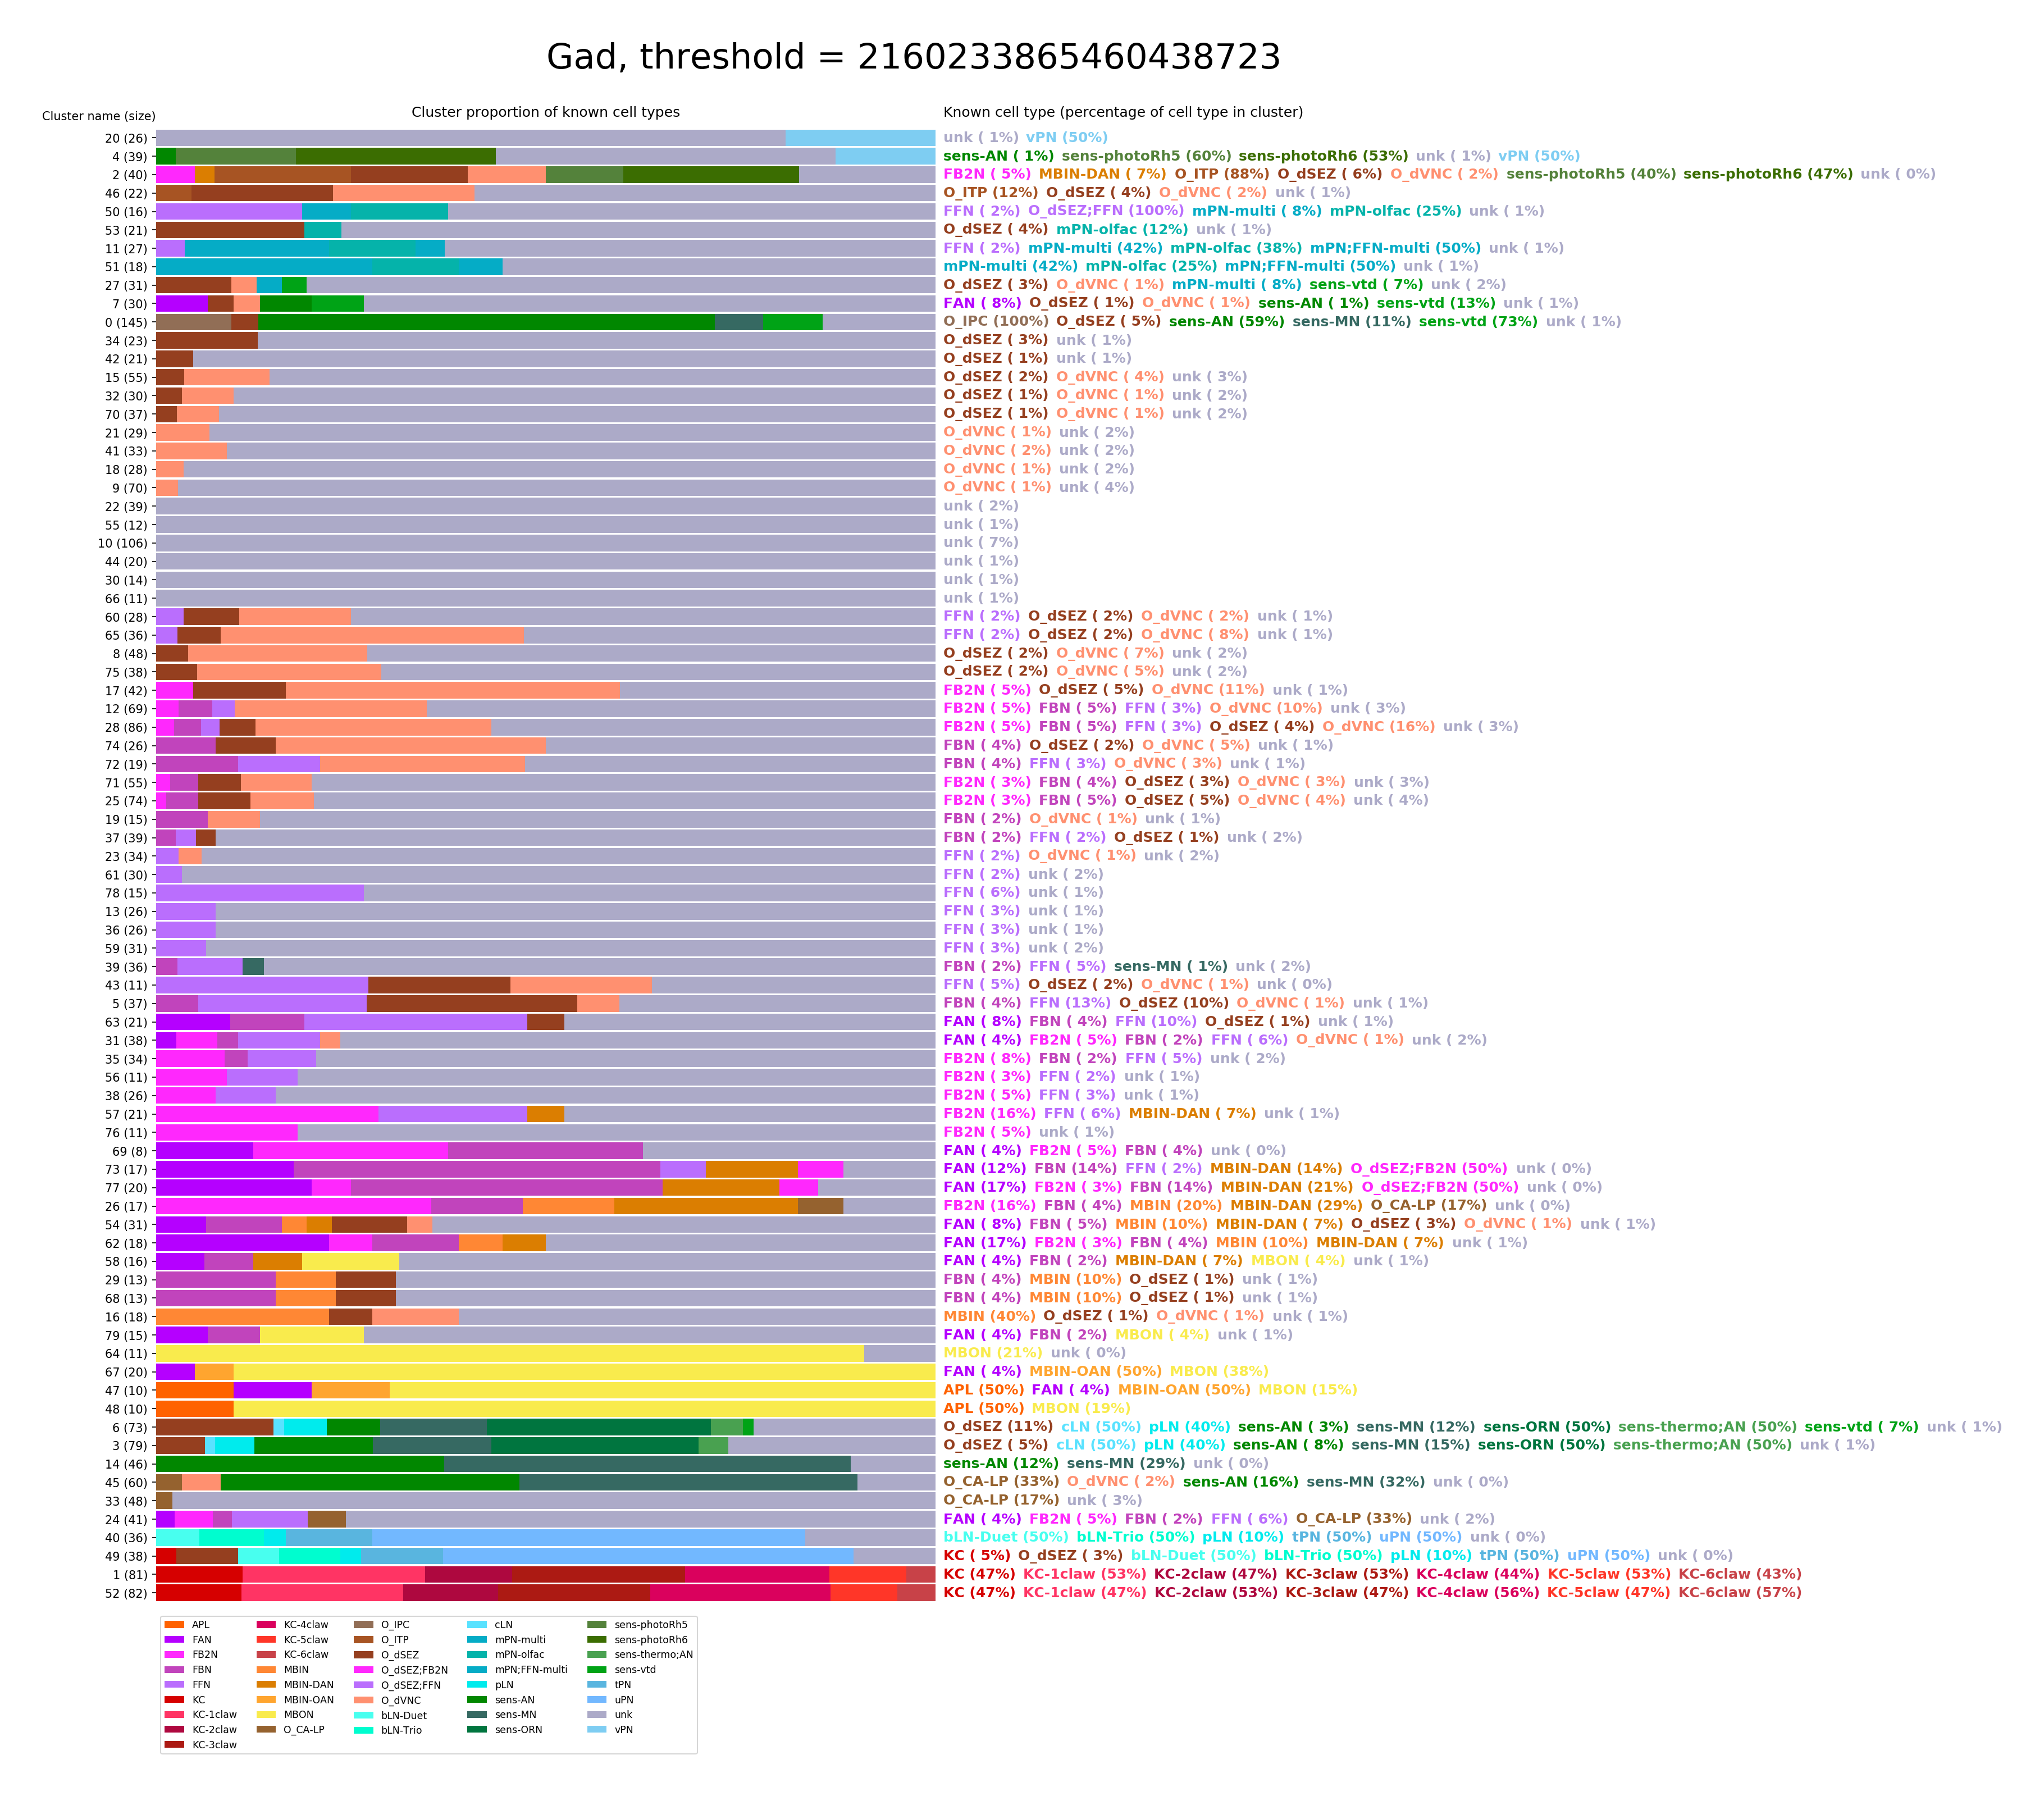 Gad, threshold = 2160233865460438723
Cluster name (size) Cluster proportion of known cell types Known cell type (percentage of cell type in cluster)
20 (26) unk ( 1%) vPN (50%)
4 (39) sens-AN ( 1%) sens-photoRh5 (60%) sens-photoRh6 (53%) unk ( 1%) vPN (50%)
2 (40) FB2N ( 5%) MBIN-DAN ( 7%) O_ITP (88%) O_dSEZ ( 6%) O_dVNC ( 2%) sens-photoRh5 (40%) sens-photoRh6 (47%) unk ( 0%)
46 (22) O_ITP (12%) O_dSEZ ( 4%) O_dVNC ( 2%) unk ( 1%)
50 (16) FFN ( 2%) O_dSEZ;FFN (100%) mPN-multi ( 8%) mPN-olfac (25%) unk ( 1%)
53 (21) O_dSEZ ( 4%) mPN-olfac (12%) unk ( 1%)
11 (27) FFN ( 2%) mPN-multi (42%) mPN-olfac (38%) mPN;FFN-multi (50%) unk ( 1%)
51 (18) mPN-multi (42%) mPN-olfac (25%) mPN;FFN-multi (50%) unk ( 1%)
27 (31) O_dSEZ ( 3%) O_dVNC ( 1%) mPN-multi ( 8%) sens-vtd ( 7%) unk ( 2%)
7 (30) FAN ( 8%) O_dSEZ ( 1%) O_dVNC ( 1%) sens-AN ( 1%) sens-vtd (13%) unk ( 1%)
0 (145) O_IPC (100%) O_dSEZ ( 5%) sens-AN (59%) sens-MN (11%) sens-vtd (73%) unk ( 1%)
34 (23) O_dSEZ ( 3%) unk ( 1%)
42 (21) O_dSEZ ( 1%) unk ( 1%)
15 (55) O_dSEZ ( 2%) O_dVNC ( 4%) unk ( 3%)
32 (30) O_dSEZ ( 1%) O_dVNC ( 1%) unk ( 2%)
70 (37) O_dSEZ ( 1%) O_dVNC ( 1%) unk ( 2%)
21 (29) O_dVNC ( 1%) unk ( 2%)
41 (33) O_dVNC ( 2%) unk ( 2%)
18 (28) O_dVNC ( 1%) unk ( 2%)
9 (70) O_dVNC ( 1%) unk ( 4%)
22 (39) unk ( 2%)
55 (12) unk ( 1%)
10 (106) unk ( 7%)
44 (20) unk ( 1%)
30 (14) unk ( 1%)
66 (11) unk ( 1%)
60 (28) FFN ( 2%) O_dSEZ ( 2%) O_dVNC ( 2%) unk ( 1%)
65 (36) FFN ( 2%) O_dSEZ ( 2%) O_dVNC ( 8%) unk ( 1%)
8 (48) O_dSEZ ( 2%) O_dVNC ( 7%) unk ( 2%)
75 (38) O_dSEZ ( 2%) O_dVNC ( 5%) unk ( 2%)
17 (42) FB2N ( 5%) O_dSEZ ( 5%) O_dVNC (11%) unk ( 1%)
12 (69) FB2N ( 5%) FBN ( 5%) FFN ( 3%) O_dVNC (10%) unk ( 3%)
28 (86) FB2N ( 5%) FBN ( 5%) FFN ( 3%) O_dSEZ ( 4%) O_dVNC (16%) unk ( 3%)
74 (26) FBN ( 4%) O_dSEZ ( 2%) O_dVNC ( 5%) unk ( 1%)
72 (19) FBN ( 4%) FFN ( 3%) O_dVNC ( 3%) unk ( 1%)
71 (55) FB2N ( 3%) FBN ( 4%) O_dSEZ ( 3%) O_dVNC ( 3%) unk ( 3%)
25 (74) FB2N ( 3%) FBN ( 5%) O_dSEZ ( 5%) O_dVNC ( 4%) unk ( 4%)
19 (15) FBN ( 2%) O_dVNC ( 1%) unk ( 1%)
37 (39) FBN ( 2%) FFN ( 2%) O_dSEZ ( 1%) unk ( 2%)
23 (34) FFN ( 2%) O_dVNC ( 1%) unk ( 2%)
61 (30) FFN ( 2%) unk ( 2%)
78 (15) FFN ( 6%) unk ( 1%)
13 (26) FFN ( 3%) unk ( 1%)
36 (26) FFN ( 3%) unk ( 1%)
59 (31) FFN ( 3%) unk ( 2%)
39 (36) FBN ( 2%) FFN ( 5%) sens-MN ( 1%) unk ( 2%)
43 (11) FFN ( 5%) O_dSEZ ( 2%) O_dVNC ( 1%) unk ( 0%)
5 (37) FBN ( 4%) FFN (13%) O_dSEZ (10%) O_dVNC ( 1%) unk ( 1%)
63 (21) FAN ( 8%) FBN ( 4%) FFN (10%) O_dSEZ ( 1%) unk ( 1%)
31 (38) FAN ( 4%) FB2N ( 5%) FBN ( 2%) FFN ( 6%) O_dVNC ( 1%) unk ( 2%)
35 (34) FB2N ( 8%) FBN ( 2%) FFN ( 5%) unk ( 2%)
56 (11) FB2N ( 3%) FFN ( 2%) unk ( 1%)
38 (26) FB2N ( 5%) FFN ( 3%) unk ( 1%)
57 (21) FB2N (16%) FFN ( 6%) MBIN-DAN ( 7%) unk ( 1%)
76 (11) FB2N ( 5%) unk ( 1%)
69 (8) FAN ( 4%) FB2N ( 5%) FBN ( 4%) unk ( 0%)
73 (17) FAN (12%) FBN (14%) FFN ( 2%) MBIN-DAN (14%) O_dSEZ;FB2N (50%) unk ( 0%)
77 (20) FAN (17%) FB2N ( 3%) FBN (14%) MBIN-DAN (21%) O_dSEZ;FB2N (50%) unk ( 0%)
26 (17) FB2N (16%) FBN ( 4%) MBIN (20%) MBIN-DAN (29%) O_CA-LP (17%) unk ( 0%)
54 (31) FAN ( 8%) FBN ( 5%) MBIN (10%) MBIN-DAN ( 7%) O_dSEZ ( 3%) O_dVNC ( 1%) unk ( 1%)
62 (18) FAN (17%) FB2N ( 3%) FBN ( 4%) MBIN (10%) MBIN-DAN ( 7%) unk ( 1%)
58 (16) FAN ( 4%) FBN ( 2%) MBIN-DAN ( 7%) MBON ( 4%) unk ( 1%)
29 (13) FBN ( 4%) MBIN (10%) O_dSEZ ( 1%) unk ( 1%)
68 (13) FBN ( 4%) MBIN (10%) O_dSEZ ( 1%) unk ( 1%)
16 (18) MBIN (40%) O_dSEZ ( 1%) O_dVNC ( 1%) unk ( 1%)
79 (15) FAN ( 4%) FBN ( 2%) MBON ( 4%) unk ( 1%)
64 (11) MBON (21%) unk ( 0%)
67 (20) FAN ( 4%) MBIN-OAN (50%) MBON (38%)
47 (10) APL (50%) FAN ( 4%) MBIN-OAN (50%) MBON (15%)
48 (10) APL (50%) MBON (19%)
6 (73) O_dSEZ (11%) cLN (50%) pLN (40%) sens-AN ( 3%) sens-MN (12%) sens-ORN (50%) sens-thermo;AN (50%) sens-vtd ( 7%) unk ( 1%)
3 (79) O_dSEZ ( 5%) cLN (50%) pLN (40%) sens-AN ( 8%) sens-MN (15%) sens-ORN (50%) sens-thermo;AN (50%) unk ( 1%)
14 (46) sens-AN (12%) sens-MN (29%) unk ( 0%)
45 (60) O_CA-LP (33%) O_dVNC ( 2%) sens-AN (16%) sens-MN (32%) unk ( 0%)
33 (48) O_CA-LP (17%) unk ( 3%)
24 (41) FAN ( 4%) FB2N ( 5%) FBN ( 2%) FFN ( 6%) O_CA-LP (33%) unk ( 2%)
40 (36) bLN-Duet (50%) bLN-Trio (50%) pLN (10%) tPN (50%) uPN (50%) unk ( 0%)
49 (38) KC ( 5%) O_dSEZ ( 3%) bLN-Duet (50%) bLN-Trio (50%) pLN (10%) tPN (50%) uPN (50%) unk ( 0%)
1 (81) KC (47%) KC-1claw (53%) KC-2claw (47%) KC-3claw (53%) KC-4claw (44%) KC-5claw (53%) KC-6claw (43%)
52 (82) KC (47%) KC-1claw (47%) KC-2claw (53%) KC-3claw (47%) KC-4claw (56%) KC-5claw (47%) KC-6claw (57%)
APL KC-4claw O_IPC cLN sens-photoRh5
FAN KC-5claw O_ITP mPN-multi sens-photoRh6
FB2N KC-6claw O_dSEZ mPN-olfac sens-thermo;AN
FBN MBIN O_dSEZ;FB2N mPN;FFN-multi sens-vtd
FFN MBIN-DAN O_dSEZ;FFN pLN tPN
KC MBIN-OAN O_dVNC sens-AN uPN
KC-1claw MBON bLN-Duet sens-MN unk
KC-2claw O_CA-LP bLN-Trio sens-ORN vPN
KC-3claw